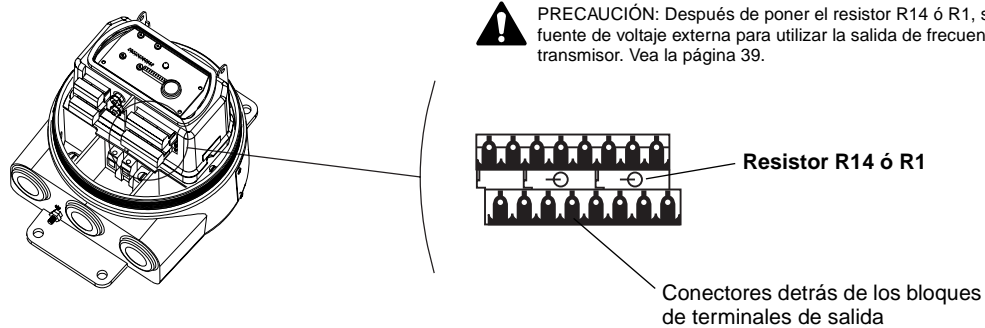 PRECAUCIÓN: Después de poner el resistor R14 ó R1, s
fuente de voltaje externa para utilizar la salida de frecuen
transmisor. Vea la página 39.
Resistor R14 ó R1
Conectores detrás de los bloques
de terminales de salida